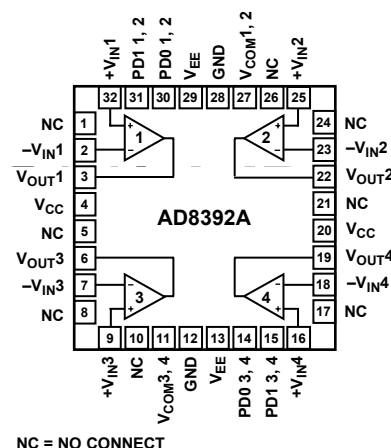 +VIN1
PD1 1, 2
PD0 1, 2
VEE
GND
VCOM1, 2
NC
+VIN2
32
31
30
29
28
27
26
25
NC
1
24
NC
–VIN1
2
1
2
23
–VIN2
VOUT1
3
22
VOUT2
VCC
4
AD8392A
21
NC
NC
5
20
VCC
VOUT3
6
19
VOUT4
–VIN3
7
3
4
18
–VIN4
NC
8
17
NC
9
10
11
12
13
14
15
16
+VIN3
NC
VCOM3, 4
GND
VEE
PD0 3, 4
PD1 3, 4
+VIN4
NC = NO CONNECT